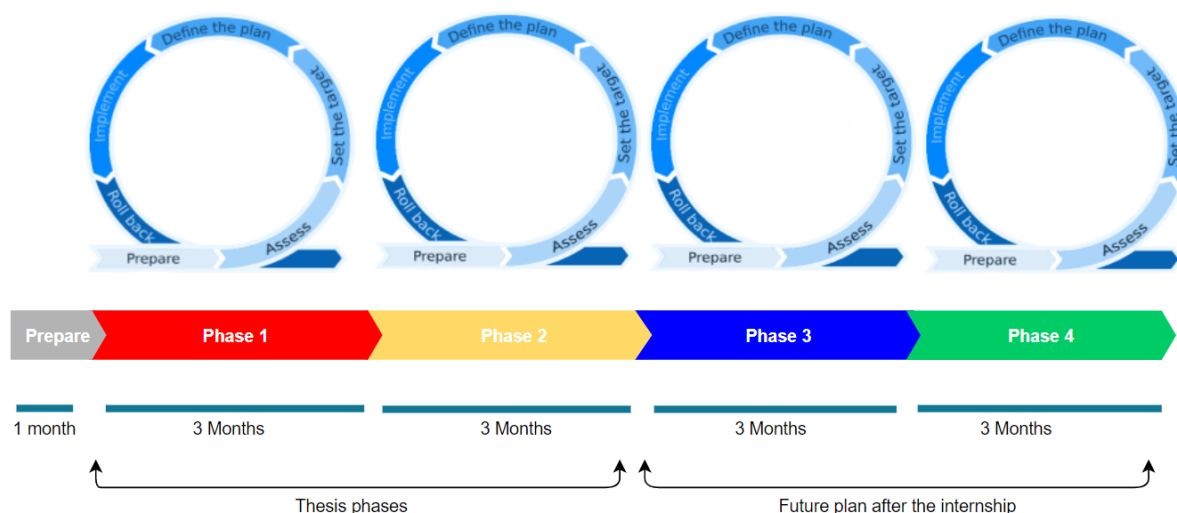 Define the plan
Set the target
Implement
Roll back
Assess
Prepare
Define the plan
Set the target
Implement
Roll back
Assess
Prepare
Define the plan
Set the target
Implement
Roll back
Assess
Prepare
Define the plan
Set the target
Implement
Roll back
Assess
Prepare
Prepare
Phase 1
Phase 2
Phase 3
Phase 4
1 month
3 Months
3 Months
3 Months
3 Months
Thesis phases
Future plan after the internship